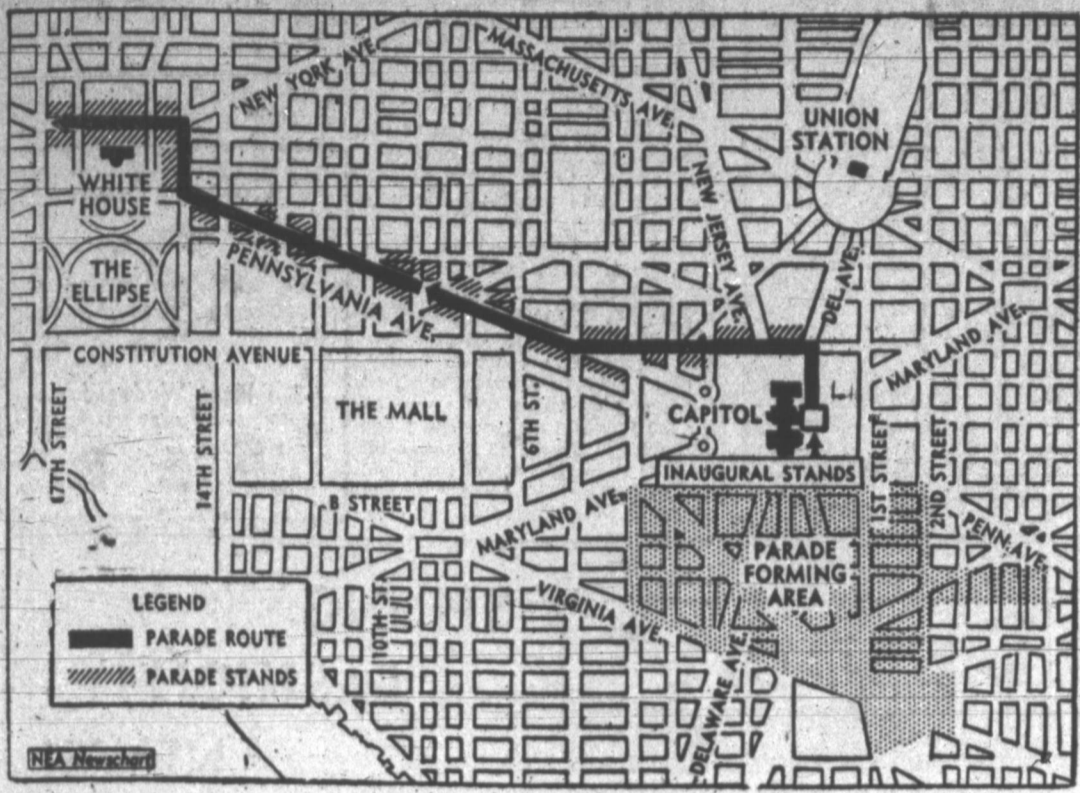 NEW YORK AVE.
MASSACHUSETTS AVE.
UNION
STATION
WHITE
HOUSE
NEW JERSEY AVE.
THE
ELLIPSE
PENNSYLVANIA AVE.
DEL. AVE.
CONSTITUTION AVENUE
MARYLAND AVE.
THE MALL
CAPITOL
6TH ST.
67TH STREET
14TH STREET
1ST STREET
2ND STREET
INAUGURAL STANDS
B STREET
MARYLAND AVE.
PENN. AVE.
PARADE
FORMING
AREA
VIRGINIA AVE.
10TH ST.
DELAWARE AVE.
LEGEND
PARADE ROUTE
PARADE STANDS
NEA Newschart